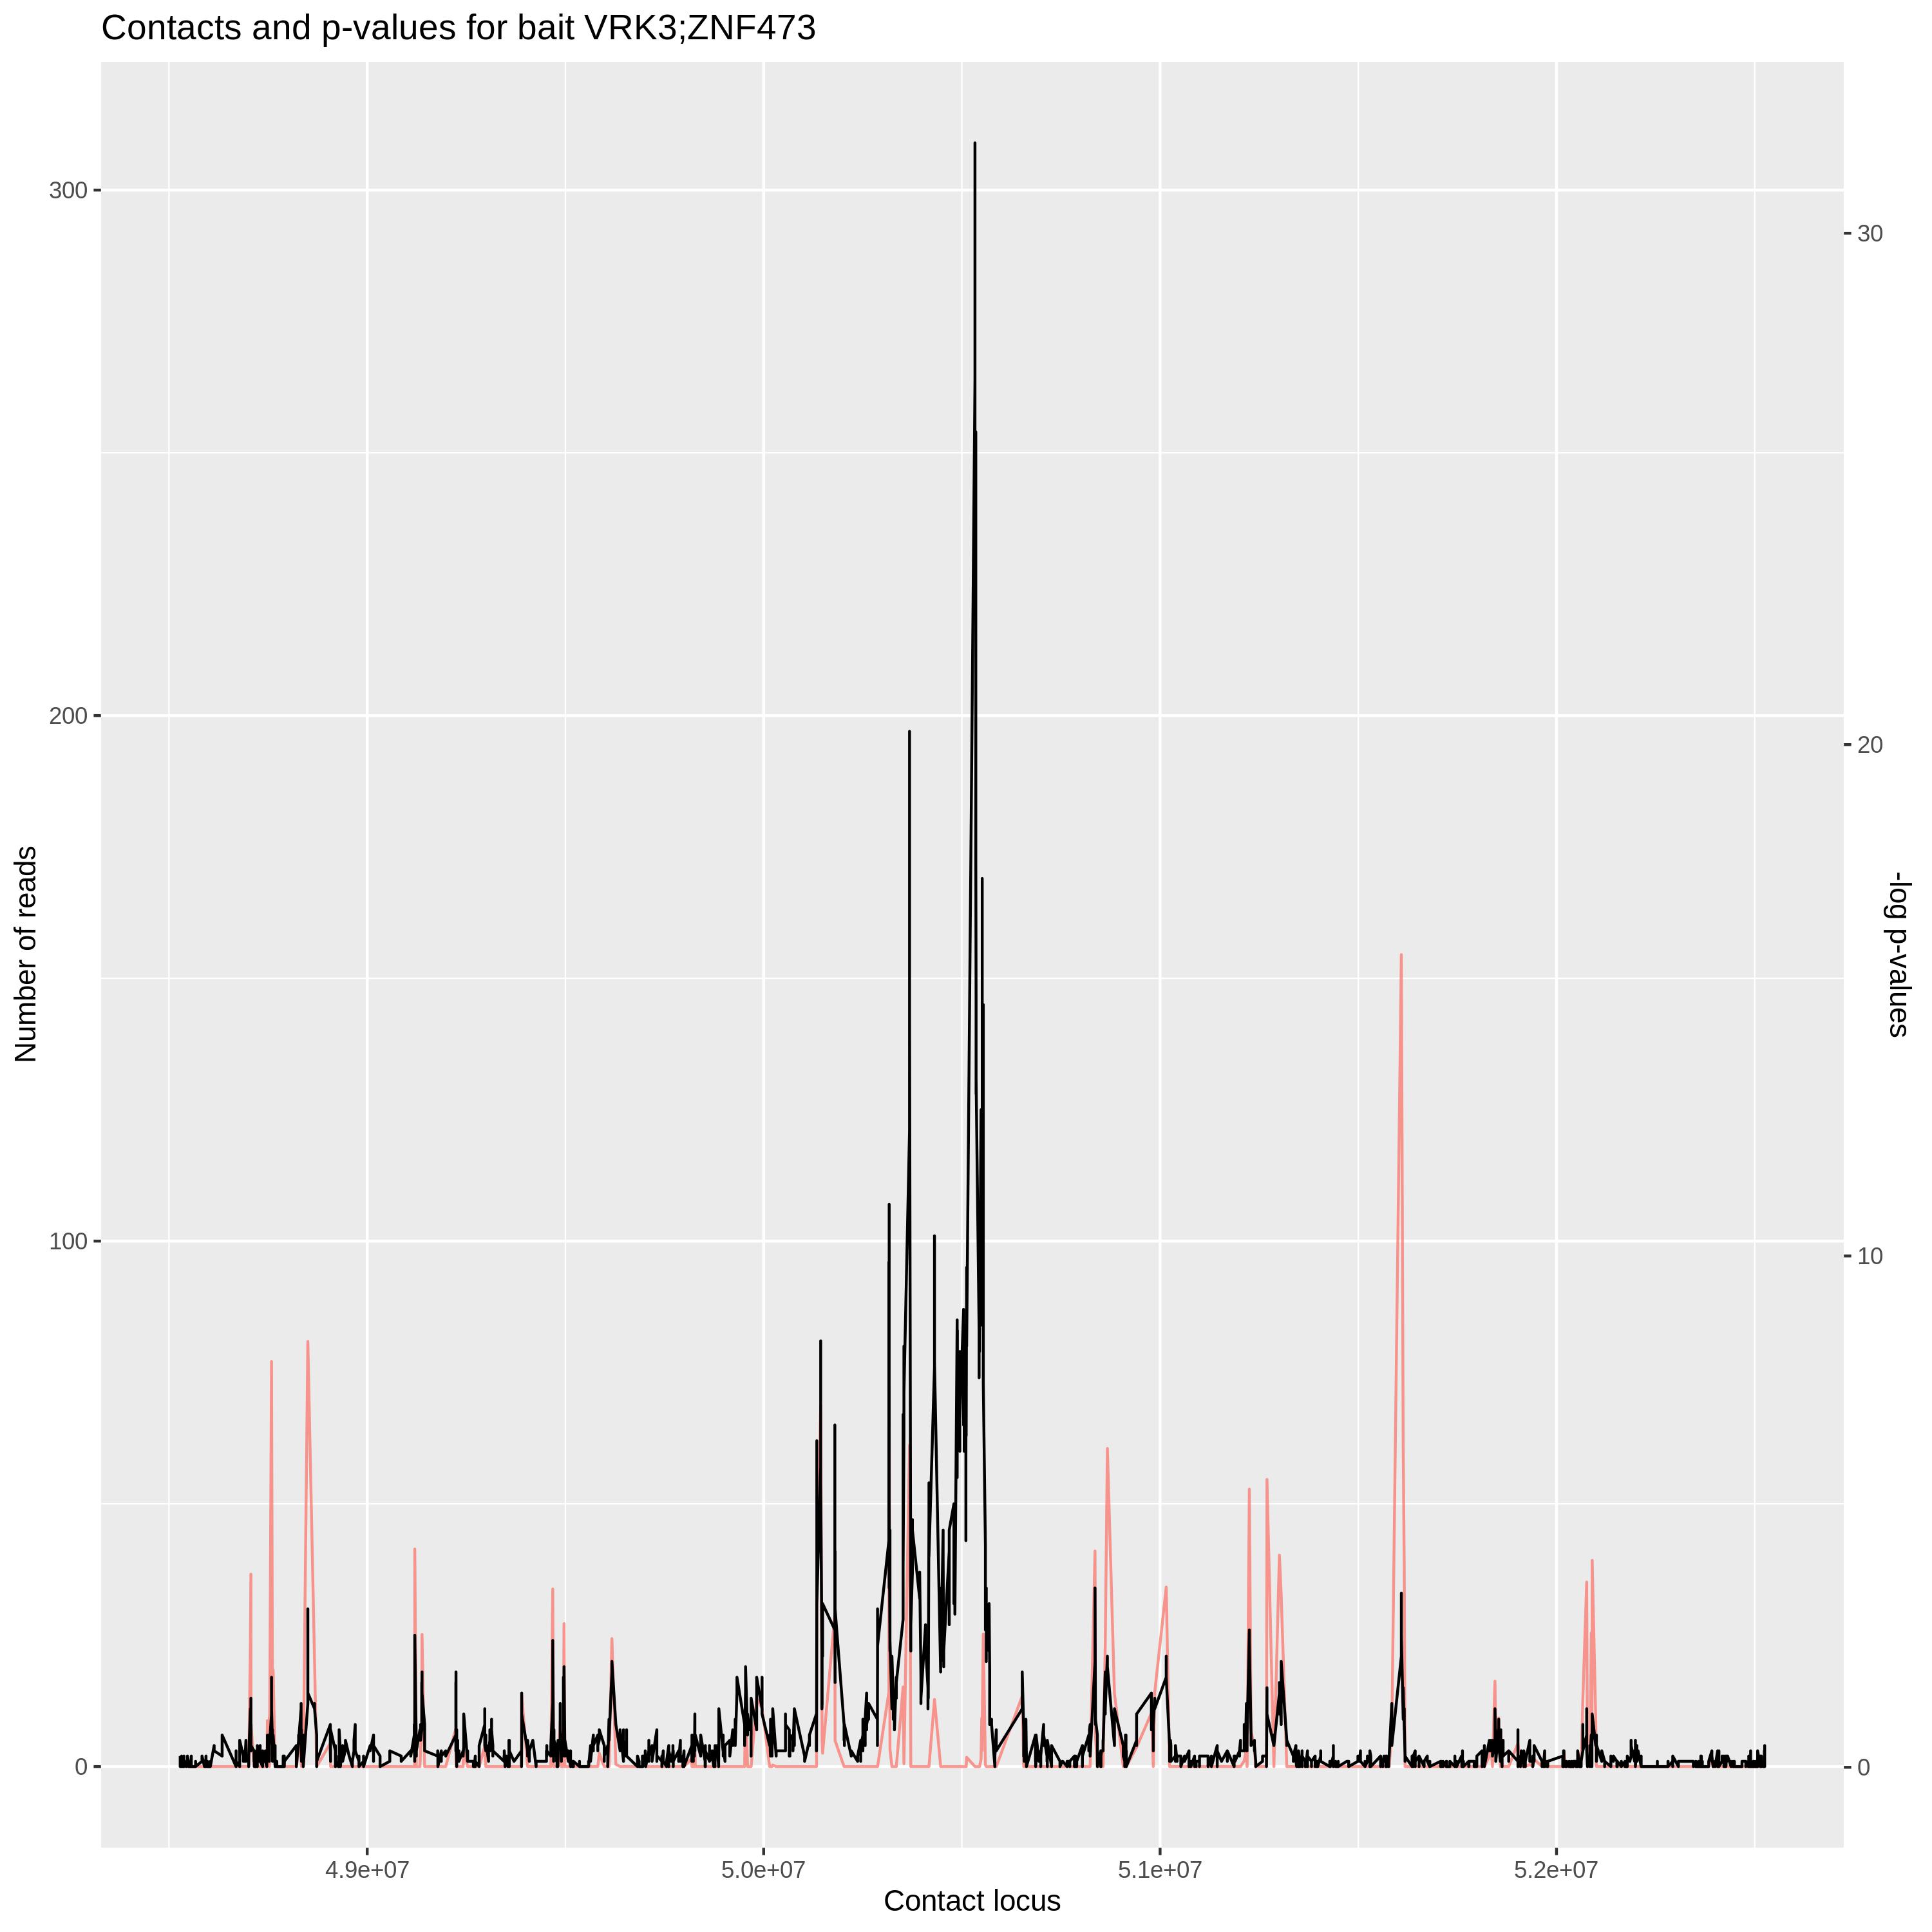 Contacts and p-values for bait VRK3;ZNF473
300
200
100
0
Number of reads
30
20
10
0
-log p-values
4.9e+07 5.0e+07 5.1e+07 5.2e+07
Contact locus